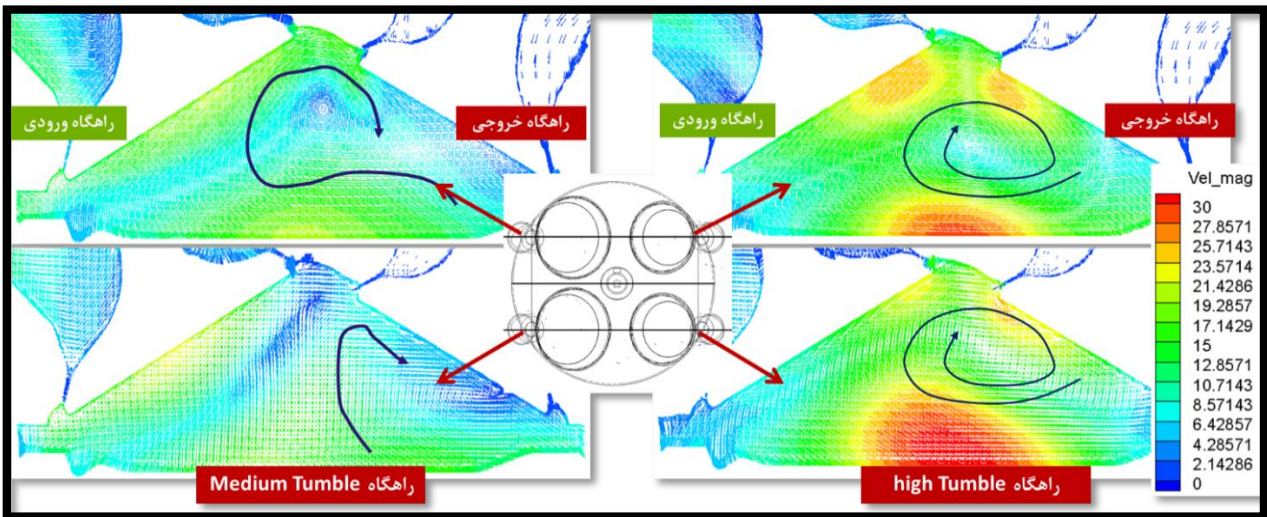 راهگاه ورودی
راهگاه خروجی
راهگاه ورودی
راهگاه خروجی
Vel_mag
30
27.8571
25.7143
23.5714
21.4286
19.2857
17.1429
15
12.8571
10.7143
8.57143
6.42857
4.28571
2.14286
0
راهگاه Medium Tumble
راهگاه high Tumble